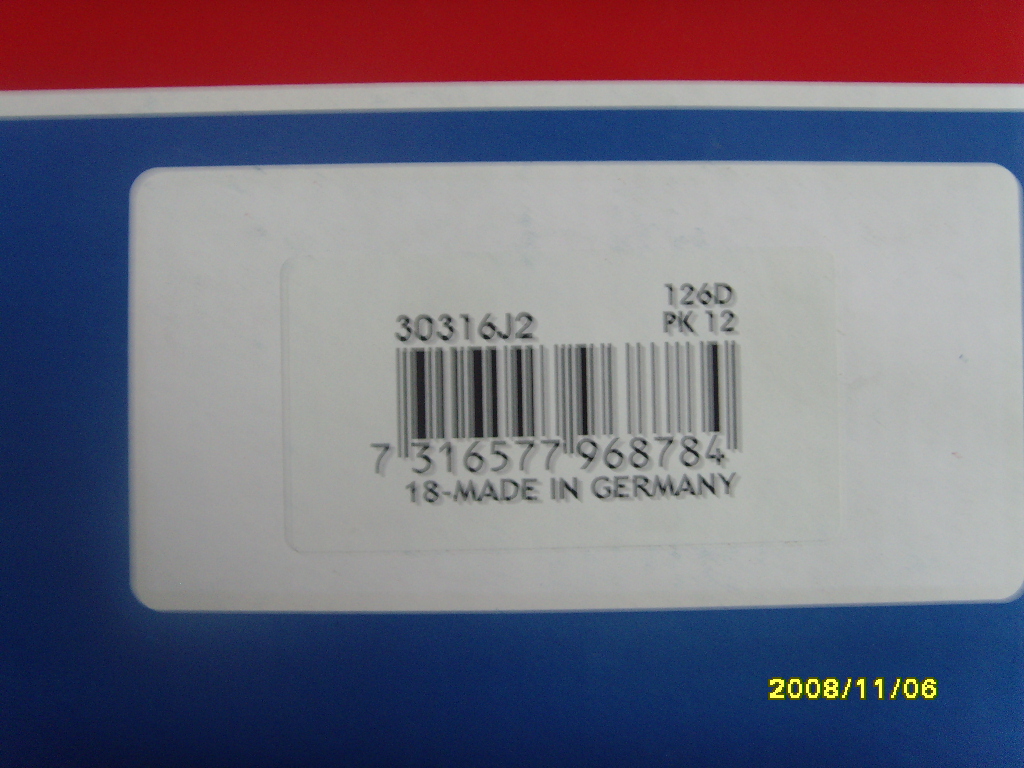 126D
30316J2 PK 12
7 316577 968784
18-MADE IN GERMANY
2008/11/06